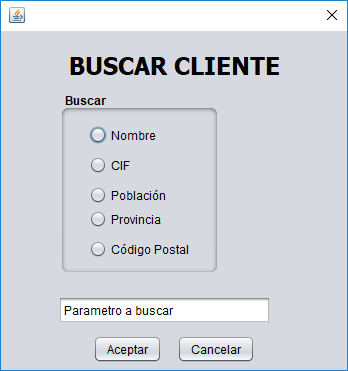 BUSCAR CLIENTE
Buscar
Nombre
CIF
Población
Provincia
Código Postal
Parametro a buscar
Aceptar
Cancelar